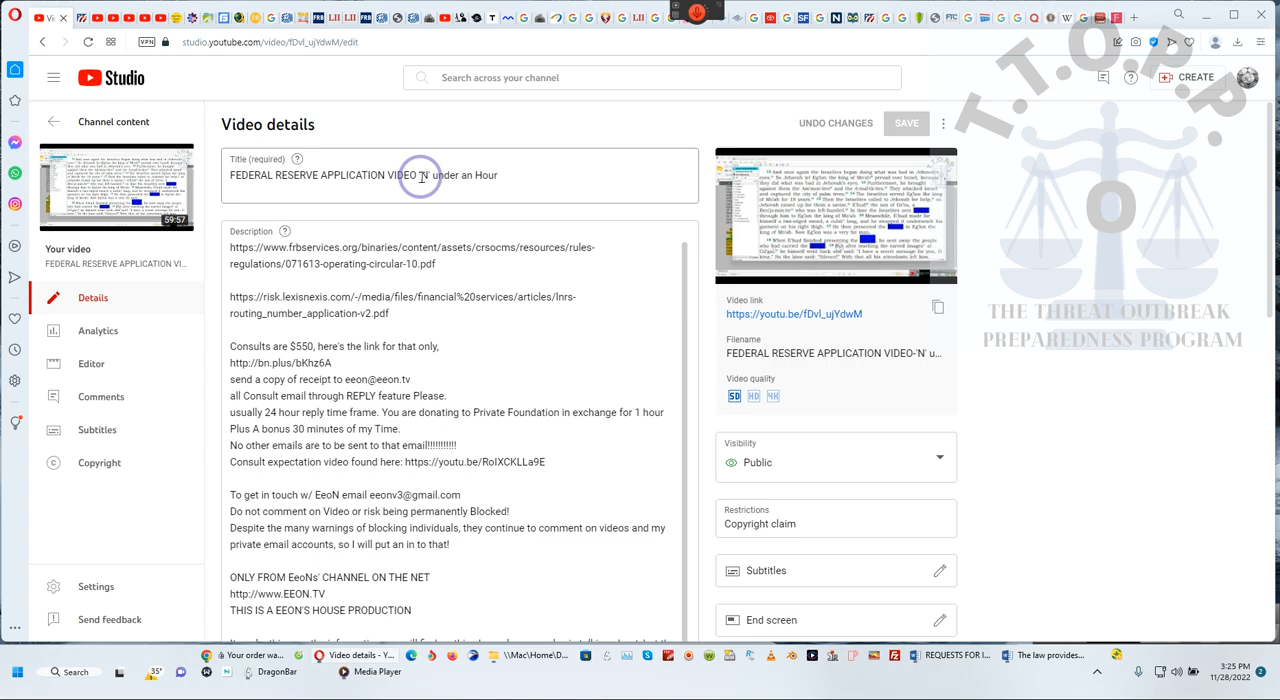 studio.youtube.com/video/fDvl_ujYdwM/edit
VPN
Studio
Search across your channel
CREATE
T.T.O.P.P
Channel content
Video details
UNDO CHANGES
SAVE
Title (required)
FEDERAL RESERVE APPLICATION VIDEO-'N' under an Hour
59:57
Your video
FEDERAL RESERVE APPLICATION VI...
Details
Analytics
Editor
Comments
Subtitles
Copyright
Settings
Send feedback
Description
https://www.frbservices.org/binaries/content/assets/crsocms/resources/rules-
regulations/071613-operating-circular-10.pdf
https://risk.lexisnexis.com/-/media/files/financial%20services/articles/lnrs-
routing_number_application-v2.pdf
Consults are $550, here's the link for that only,
http://bn.plus/bKhz6A
send a copy of receipt to eeon@eeon.tv
all Consult email through REPLY feature Please.
usually 24 hour reply time frame. You are donating to Private Foundation in exchange for 1 hour
Plus A bonus 30 minutes of my Time.
No other emails are to be sent to that email!!!!!!!!!!!
Consult expectation video found here: https://youtu.be/RoIXCKLLa9E
To get in touch w/ EeoN email eeonv3@gmail.com
Do not comment on Video or risk being permanently Blocked!
Despite the many warnings of blocking individuals, they continue to comment on videos and my
private email accounts, so I will put an in to that!
ONLY FROM EeoNs' CHANNEL ON THE NET
http://www.EEON.TV
THIS IS A EEON'S HOUSE PRODUCTION
Video link
https://youtu.be/fDvl_ujYdwM
Filename
FEDERAL RESERVE APPLICATION VIDEO-'N' u...
Video quality
SD HD 4K
Visibility
Public
Restrictions
Copyright claim
Subtitles
End screen
O
THE THREAT OUTBREAK
PREPAREDNESS PROGRAM
Your order wa...
Video details - Y...
\\Mac\Home\D...
REQUESTS FOR I...
The law provides...
Search
35°
DragonBar
Media Player
3:25 PM
11/28/2022